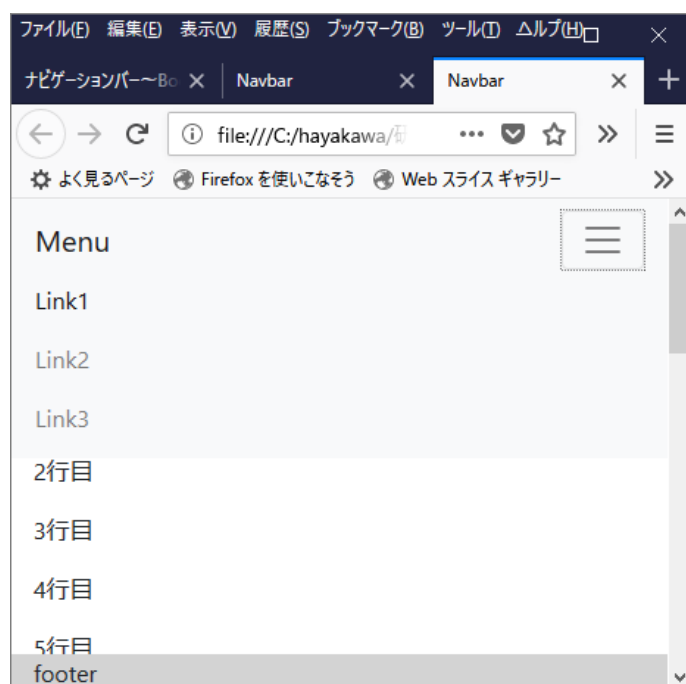 ファイル(F) 編集(E) 表示(V) 履歴(S) ブックマーク(B) ツール(T) ヘルプ(H)
ナビゲーションバー〜Bo Navbar Navbar
file:///C:/hayakawa/研
よく見るページ Firefox を使いこなそう Web スライス ギャラリー
Menu
Link1
Link2
Link3
2行目
3行目
4行目
5行目
footer